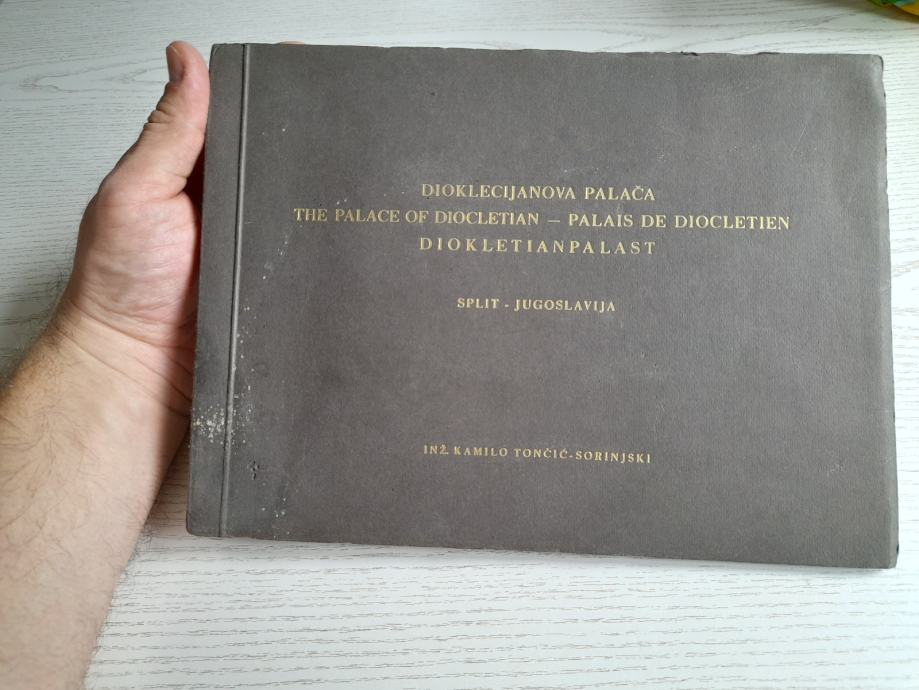 DIOKLECIJANOVA PALAČA
THE PALACE OF DIOCLETIAN — PALAIS DE DIOCLETIEN
DIOKLETIANPALAST
SPLIT - JUGOSLAVIJA
INŽ. KAMILO TONČIĆ-SORINJSKI